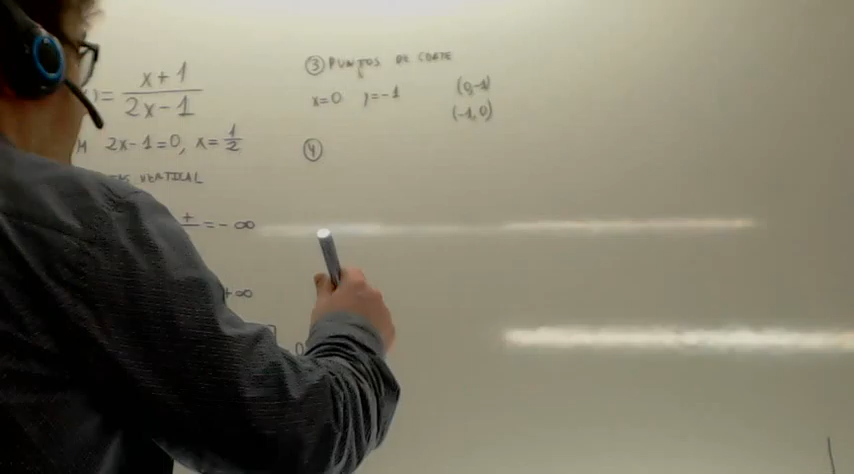 ) = x+1 / 2x-1
2x-1=0, x= 1/2
VERTICAL
+ = - ∞
+∞
③ PUNTOS DE CORTE
x=0 y=-1 (0,-1)
(-1,0)
④